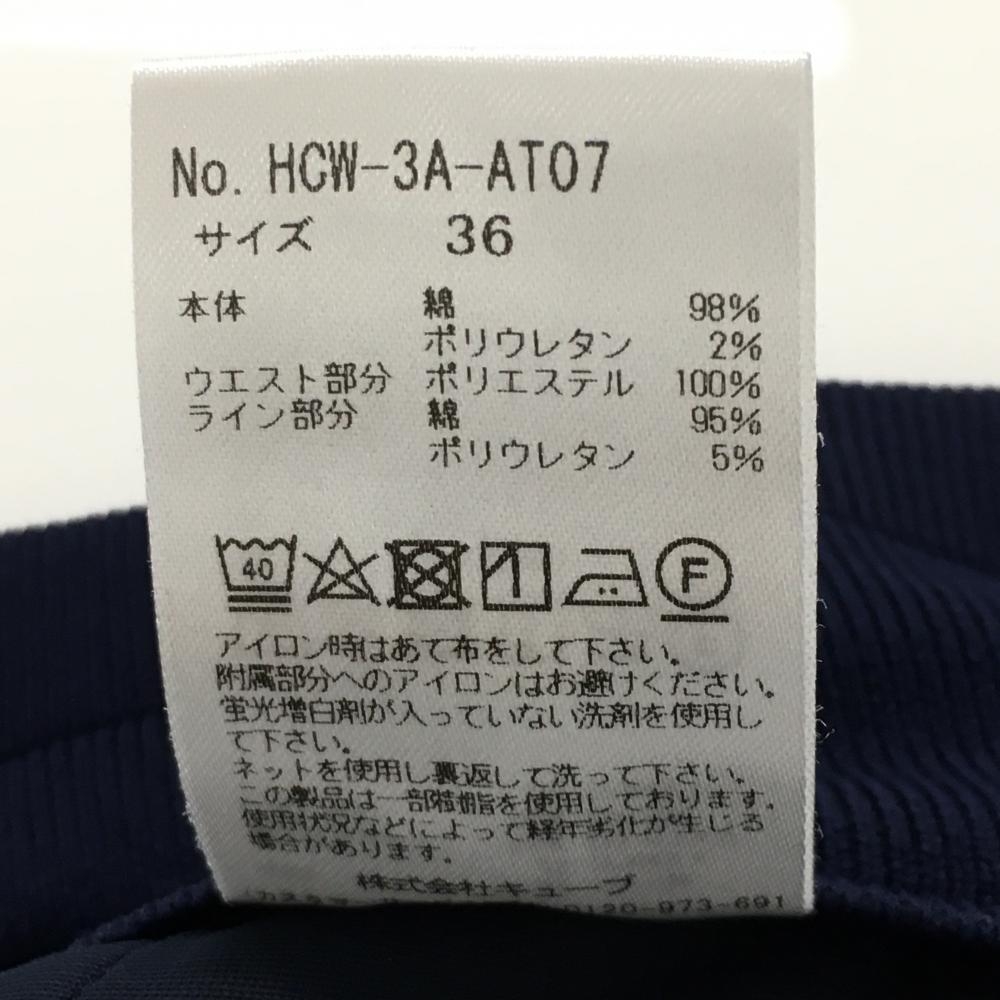 No. HCW-3A-AT07
サイズ 36
本体 綿 98%
ポリウレタン 2%
ウエスト部分 ポリエステル 100%
ライン部分 綿 95%
ポリウレタン 5%
40
F
アイロン時はあて布をして下さい。
附属部分へのアイロンはお避けください。
蛍光増白剤が入っていない洗剤を使用し
て下さい。
ネットを使用し裏返して洗って下さい。
この製品は一部樹脂を使用しております。
使用状況などによって経年劣化が生じる
場合があります。
株式会社キューブ
0120-973-691